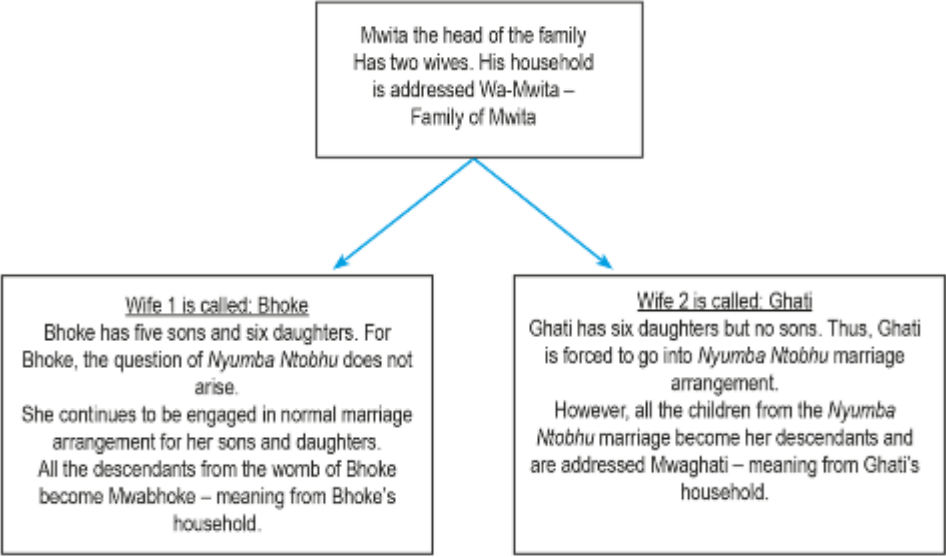 Mwita the head of the family
Has two wives. His household
is addressed Wa-Mwita –
Family of Mwita
Wife 1 is called: Bhoke
Bhoke has five sons and six daughters. For
Bhoke, the question of Nyumba Ntobhu does not
arise.
She continues to be engaged in normal marriage
arrangement for her sons and daughters.
All the descendants from the womb of Bhoke
become Mwabhoke – meaning from Bhoke's
household.
Wife 2 is called: Ghati
Ghati has six daughters but no sons. Thus, Ghati
is forced to go into Nyumba Ntobhu marriage
arrangement.
However, all the children from the Nyumba
Ntobhu marriage become her descendants and
are addressed Mwaghati – meaning from Ghati's
household.